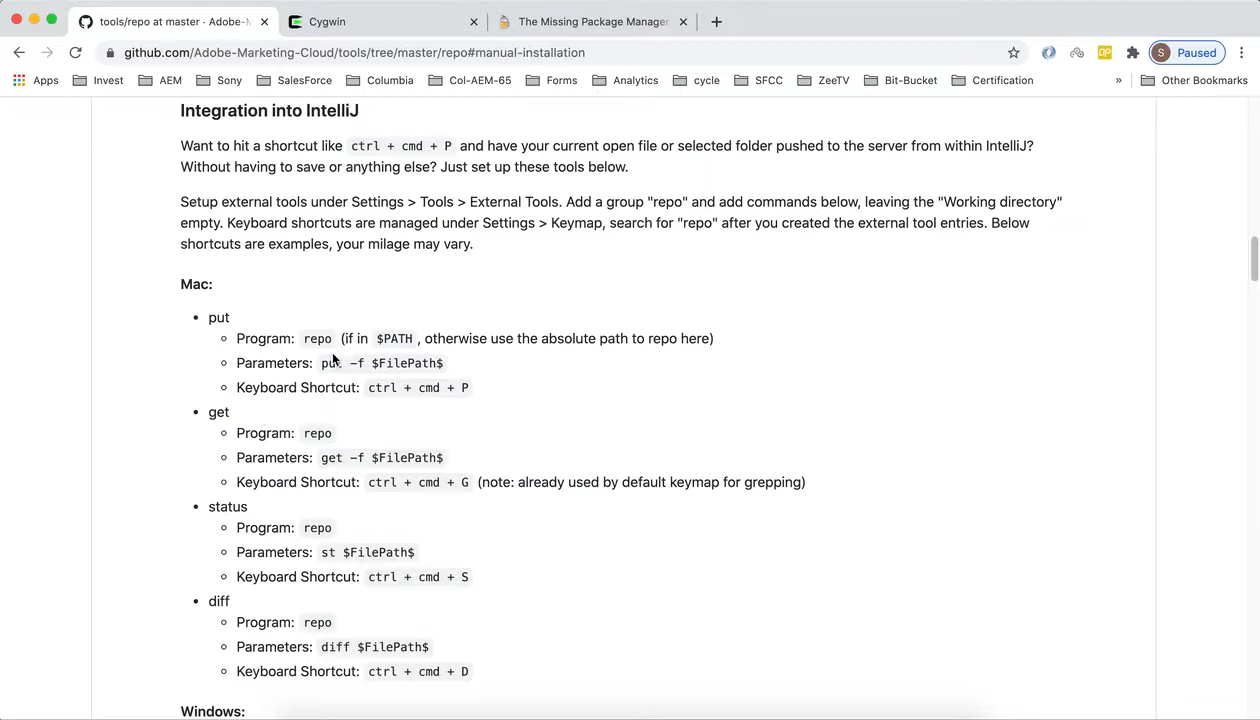 tools/repo at master · Adobe-M
Cygwin
The Missing Package Manager
github.com/Adobe-Marketing-Cloud/tools/tree/master/repo#manual-installation
S Paused
Apps Invest AEM Sony SalesForce Columbia Col-AEM-65 Forms Analytics cycle SFCC ZeeTV Bit-Bucket Certification » Other Bookmarks
Integration into IntelliJ
Want to hit a shortcut like ctrl + cmd + P and have your current open file or selected folder pushed to the server from within IntelliJ?
Without having to save or anything else? Just set up these tools below.
Setup external tools under Settings > Tools > External Tools. Add a group "repo" and add commands below, leaving the "Working directory"
empty. Keyboard shortcuts are managed under Settings > Keymap, search for "repo" after you created the external tool entries. Below
shortcuts are examples, your milage may vary.
Mac:
• put
Program: repo (if in $PATH , otherwise use the absolute path to repo here)
Parameters: put -f $FilePath$
Keyboard Shortcut: ctrl + cmd + P
• get
Program: repo
Parameters: get -f $FilePath$
Keyboard Shortcut: ctrl + cmd + G (note: already used by default keymap for grepping)
• status
Program: repo
Parameters: st $FilePath$
Keyboard Shortcut: ctrl + cmd + S
• diff
Program: repo
Parameters: diff $FilePath$
Keyboard Shortcut: ctrl + cmd + D
Windows: